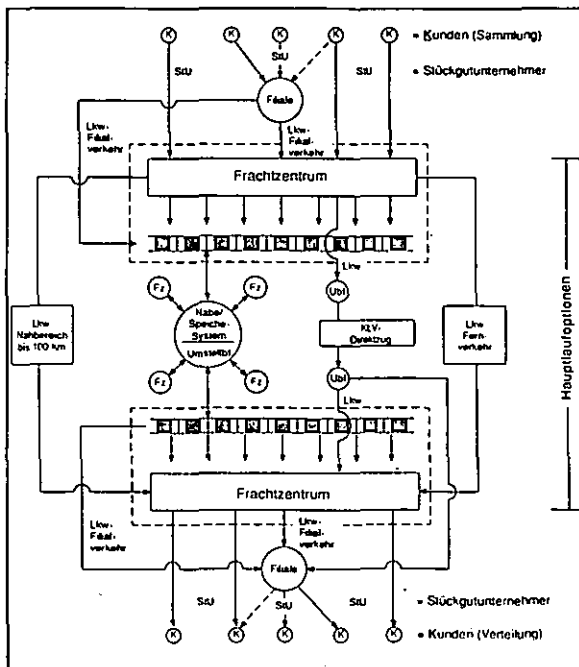 K K K K K • Kunden (Sammlung)
StU StU StU • Stückgutunternehmer
Filiale
Lkw-
Filial-
verkehr
Lkw-
Filial-
verkehr
Frachtzentrum
Lkw
Fz Fz
Ubf
Nabe/
Speiche-
System
Umstellbf
Lkw
Nahbereich
bis 100 km
KLV-
Direktzug
Lkw
Fern-
verkehr
Hauptlaufoptionen
Fz Fz
Ubf
Lkw
Frachtzentrum
Lkw-
Filial-
verkehr
Lkw-
Filial-
verkehr
Filiale
StU StU StU • Stückgutunternehmer
K K K K K • Kunden (Verteilung)